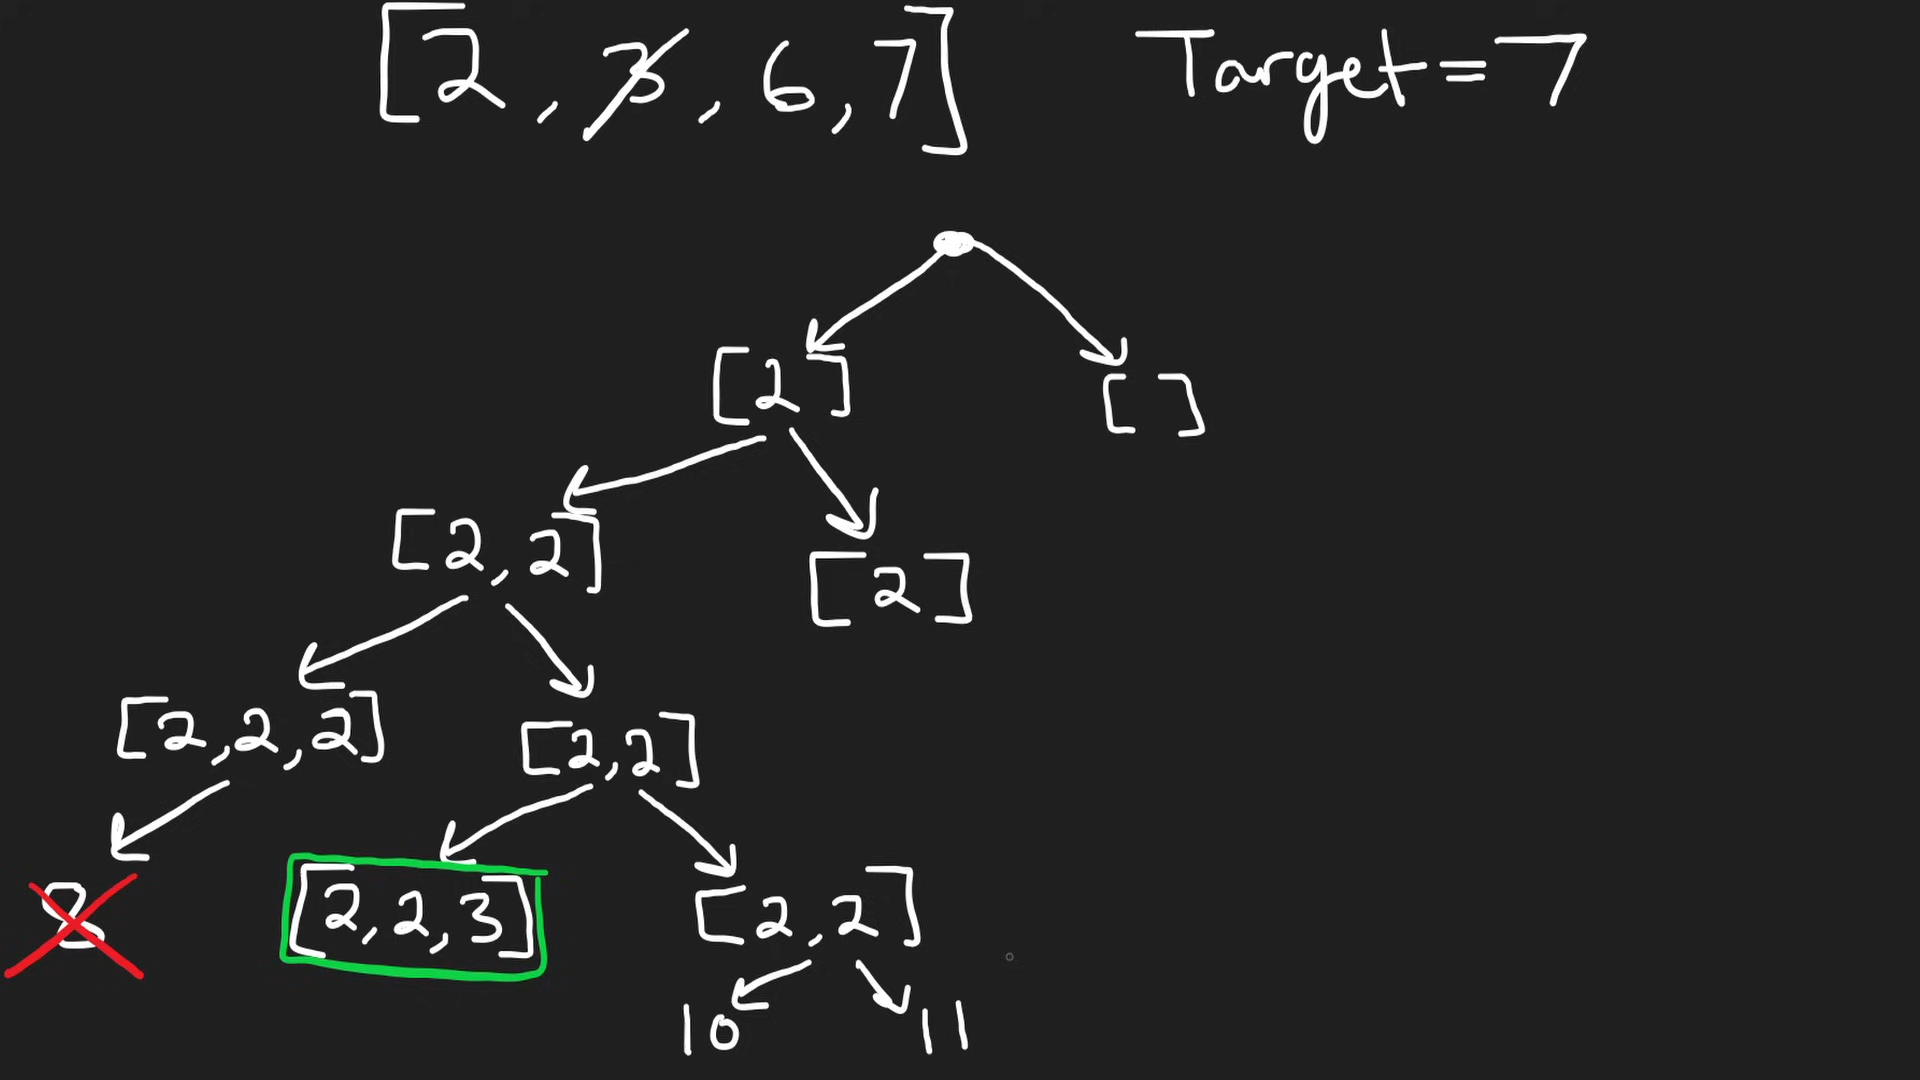 [2, 3, 6, 7] Target = 7
[2] []
[2, 2] [2]
[2,2,2] [2,2]
8 [2,2,3] [2,2]
10 11